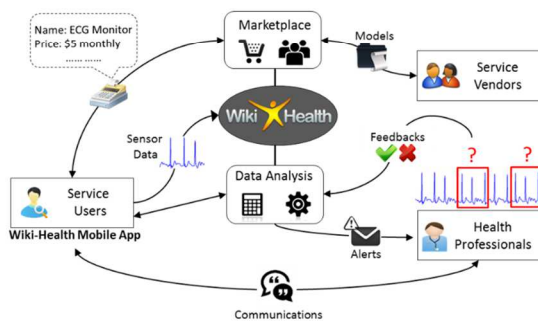 Name: ECG Monitor
Price: $5 monthly
... ... ...
Marketplace
Models
Service
Vendors
Wiki Health
Sensor
Data
Feedbacks
? ?
Data Analysis
Service
Users
Wiki-Health Mobile App
Health
Professionals
Alerts
Communications